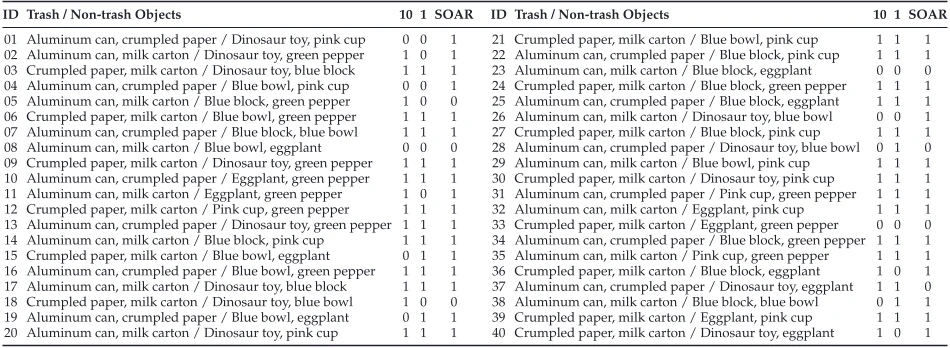 ID Trash / Non-trash Objects 10 1 SOAR ID Trash / Non-trash Objects 10 1 SOAR
01 Aluminum can, crumpled paper / Dinosaur toy, pink cup 0 0 1 21 Crumpled paper, milk carton / Blue bowl, pink cup 1 1 1
02 Aluminum can, milk carton / Dinosaur toy, green pepper 1 0 1 22 Aluminum can, crumpled paper / Blue block, pink cup 1 1 1
03 Crumpled paper, milk carton / Dinosaur toy, blue block 1 1 1 23 Aluminum can, milk carton / Blue block, eggplant 0 0 0
04 Aluminum can, crumpled paper / Blue bowl, pink cup 0 0 1 24 Crumpled paper, milk carton / Blue block, green pepper 1 1 1
05 Aluminum can, milk carton / Blue block, green pepper 1 0 0 25 Aluminum can, crumpled paper / Blue block, eggplant 1 1 1
06 Crumpled paper, milk carton / Blue bowl, green pepper 1 1 1 26 Aluminum can, milk carton / Dinosaur toy, blue bowl 0 0 1
07 Aluminum can, crumpled paper / Blue block, blue bowl 1 1 1 27 Crumpled paper, milk carton / Blue block, pink cup 1 1 1
08 Aluminum can, milk carton / Blue bowl, eggplant 0 0 0 28 Aluminum can, crumpled paper / Dinosaur toy, blue bowl 0 1 0
09 Crumpled paper, milk carton / Dinosaur toy, green pepper 1 1 1 29 Aluminum can, milk carton / Blue bowl, pink cup 1 1 1
10 Aluminum can, crumpled paper / Eggplant, green pepper 1 1 1 30 Crumpled paper, milk carton / Dinosaur toy, pink cup 1 1 1
11 Aluminum can, milk carton / Eggplant, green pepper 1 0 1 31 Aluminum can, crumpled paper / Pink cup, green pepper 1 1 1
12 Crumpled paper, milk carton / Pink cup, green pepper 1 1 1 32 Aluminum can, milk carton / Eggplant, pink cup 1 1 1
13 Aluminum can, crumpled paper / Dinosaur toy, green pepper 1 1 1 33 Crumpled paper, milk carton / Eggplant, green pepper 0 0 0
14 Aluminum can, milk carton / Blue block, pink cup 1 1 1 34 Aluminum can, crumpled paper / Blue block, green pepper 1 1 1
15 Crumpled paper, milk carton / Blue bowl, eggplant 0 1 1 35 Aluminum can, milk carton / Pink cup, green pepper 1 1 1
16 Aluminum can, crumpled paper / Blue bowl, green pepper 1 1 1 36 Crumpled paper, milk carton / Blue block, eggplant 1 0 1
17 Aluminum can, milk carton / Dinosaur toy, blue block 1 1 1 37 Aluminum can, crumpled paper / Dinosaur toy, eggplant 1 1 0
18 Crumpled paper, milk carton / Dinosaur toy, blue bowl 1 0 0 38 Aluminum can, milk carton / Blue block, blue bowl 0 1 1
19 Aluminum can, crumpled paper / Blue bowl, eggplant 0 1 1 39 Crumpled paper, milk carton / Eggplant, pink cup 1 1 1
20 Aluminum can, milk carton / Dinosaur toy, pink cup 1 1 1 40 Crumpled paper, milk carton / Dinosaur toy, eggplant 1 0 1